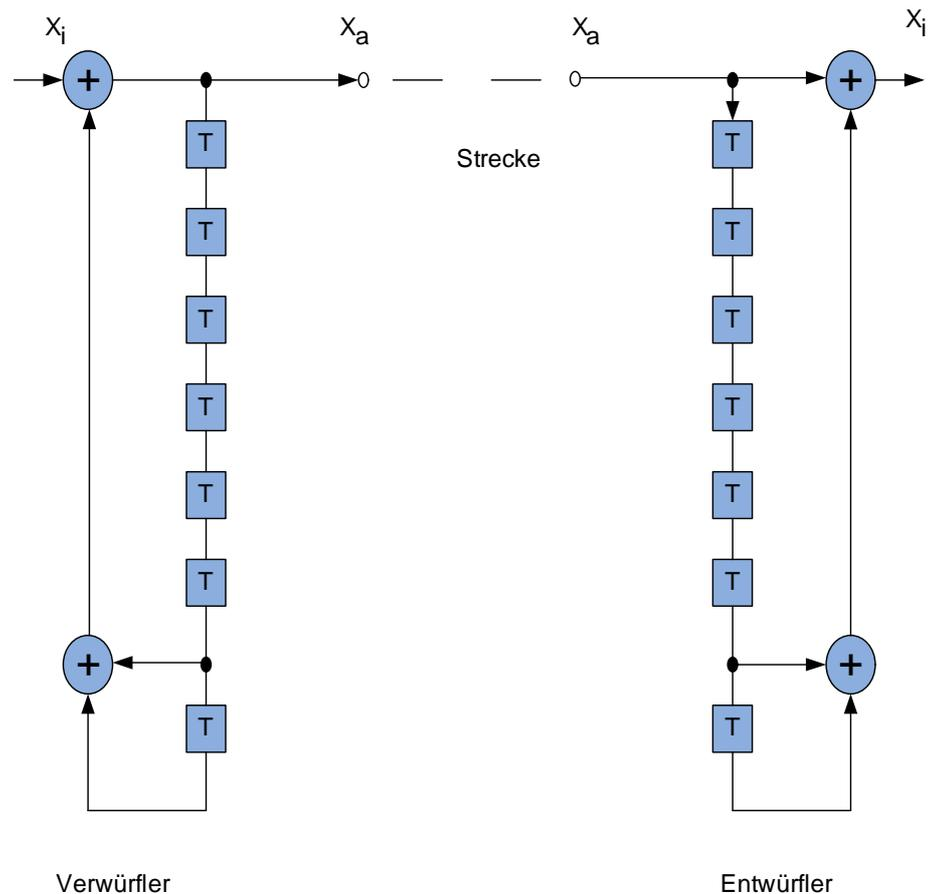 Xi Xa Xa Xi
+ +
Strecke
T T
T T
T T
T T
T T
T T
+ +
T T
Verwürfler Entwürfler